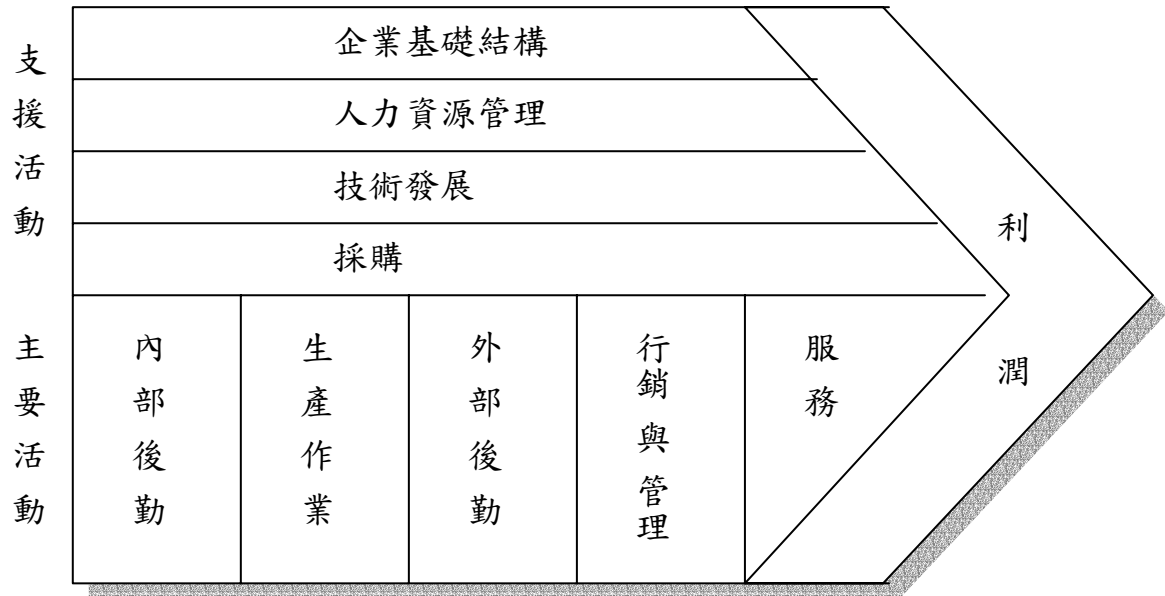 支援活動
企業基礎結構
人力資源管理
技術發展
採購
利潤
主要活動
內部後勤
生產作業
外部後勤
行銷與管理
服務